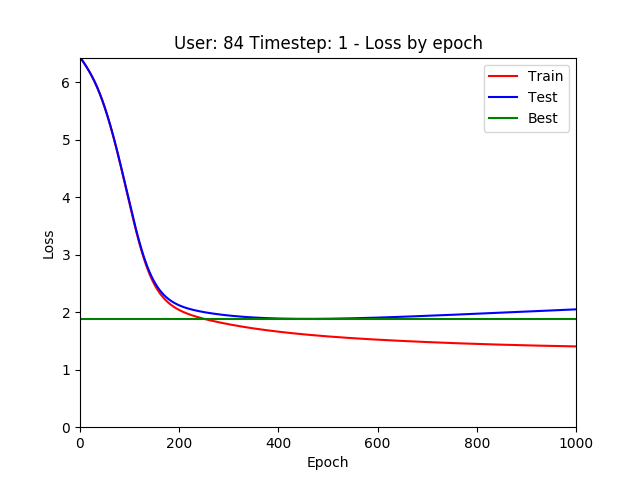 User: 84 Timestep: 1 - Loss by epoch
Train
Test
Best
6
5
4
3
2
1
0
Loss
0 200 400 600 800 1000
Epoch